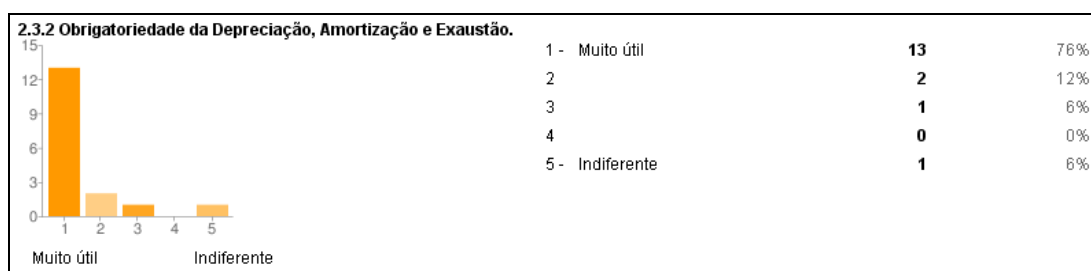 2.3.2 Obrigatoriedade da Depreciação, Amortização e Exaustão.
15
12
9
6
3
0
1 2 3 4 5
Muito útil Indiferente
1 - Muito útil 13 76%
2 2 12%
3 1 6%
4 0 0%
5 - Indiferente 1 6%